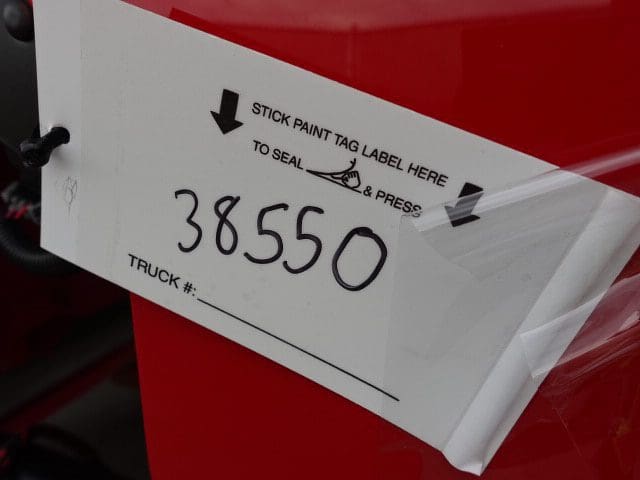 STICK PAINT TAG LABEL HERE
TO SEAL & PRESS
38550
TRUCK #: